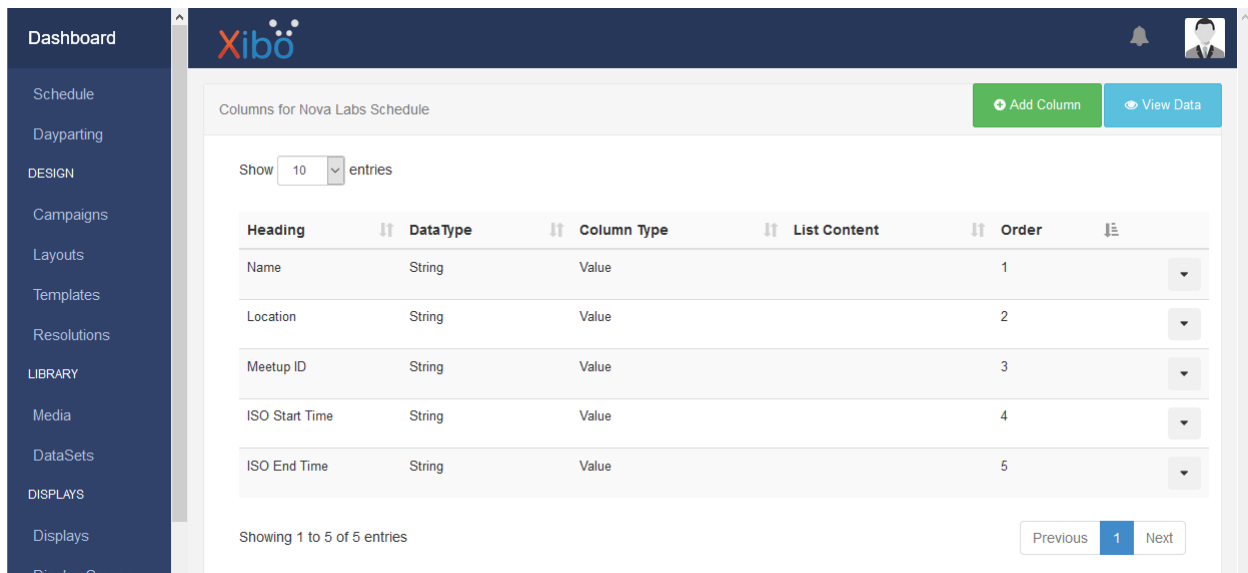 Dashboard
Xibo
Schedule
Dayparting
DESIGN
Campaigns
Layouts
Templates
Resolutions
LIBRARY
Media
DataSets
DISPLAYS
Displays
Columns for Nova Labs Schedule
Add Column
View Data
Show 10 entries
Heading DataType Column Type List Content Order
Name String Value 1
Location String Value 2
Meetup ID String Value 3
ISO Start Time String Value 4
ISO End Time String Value 5
Showing 1 to 5 of 5 entries
Previous 1 Next